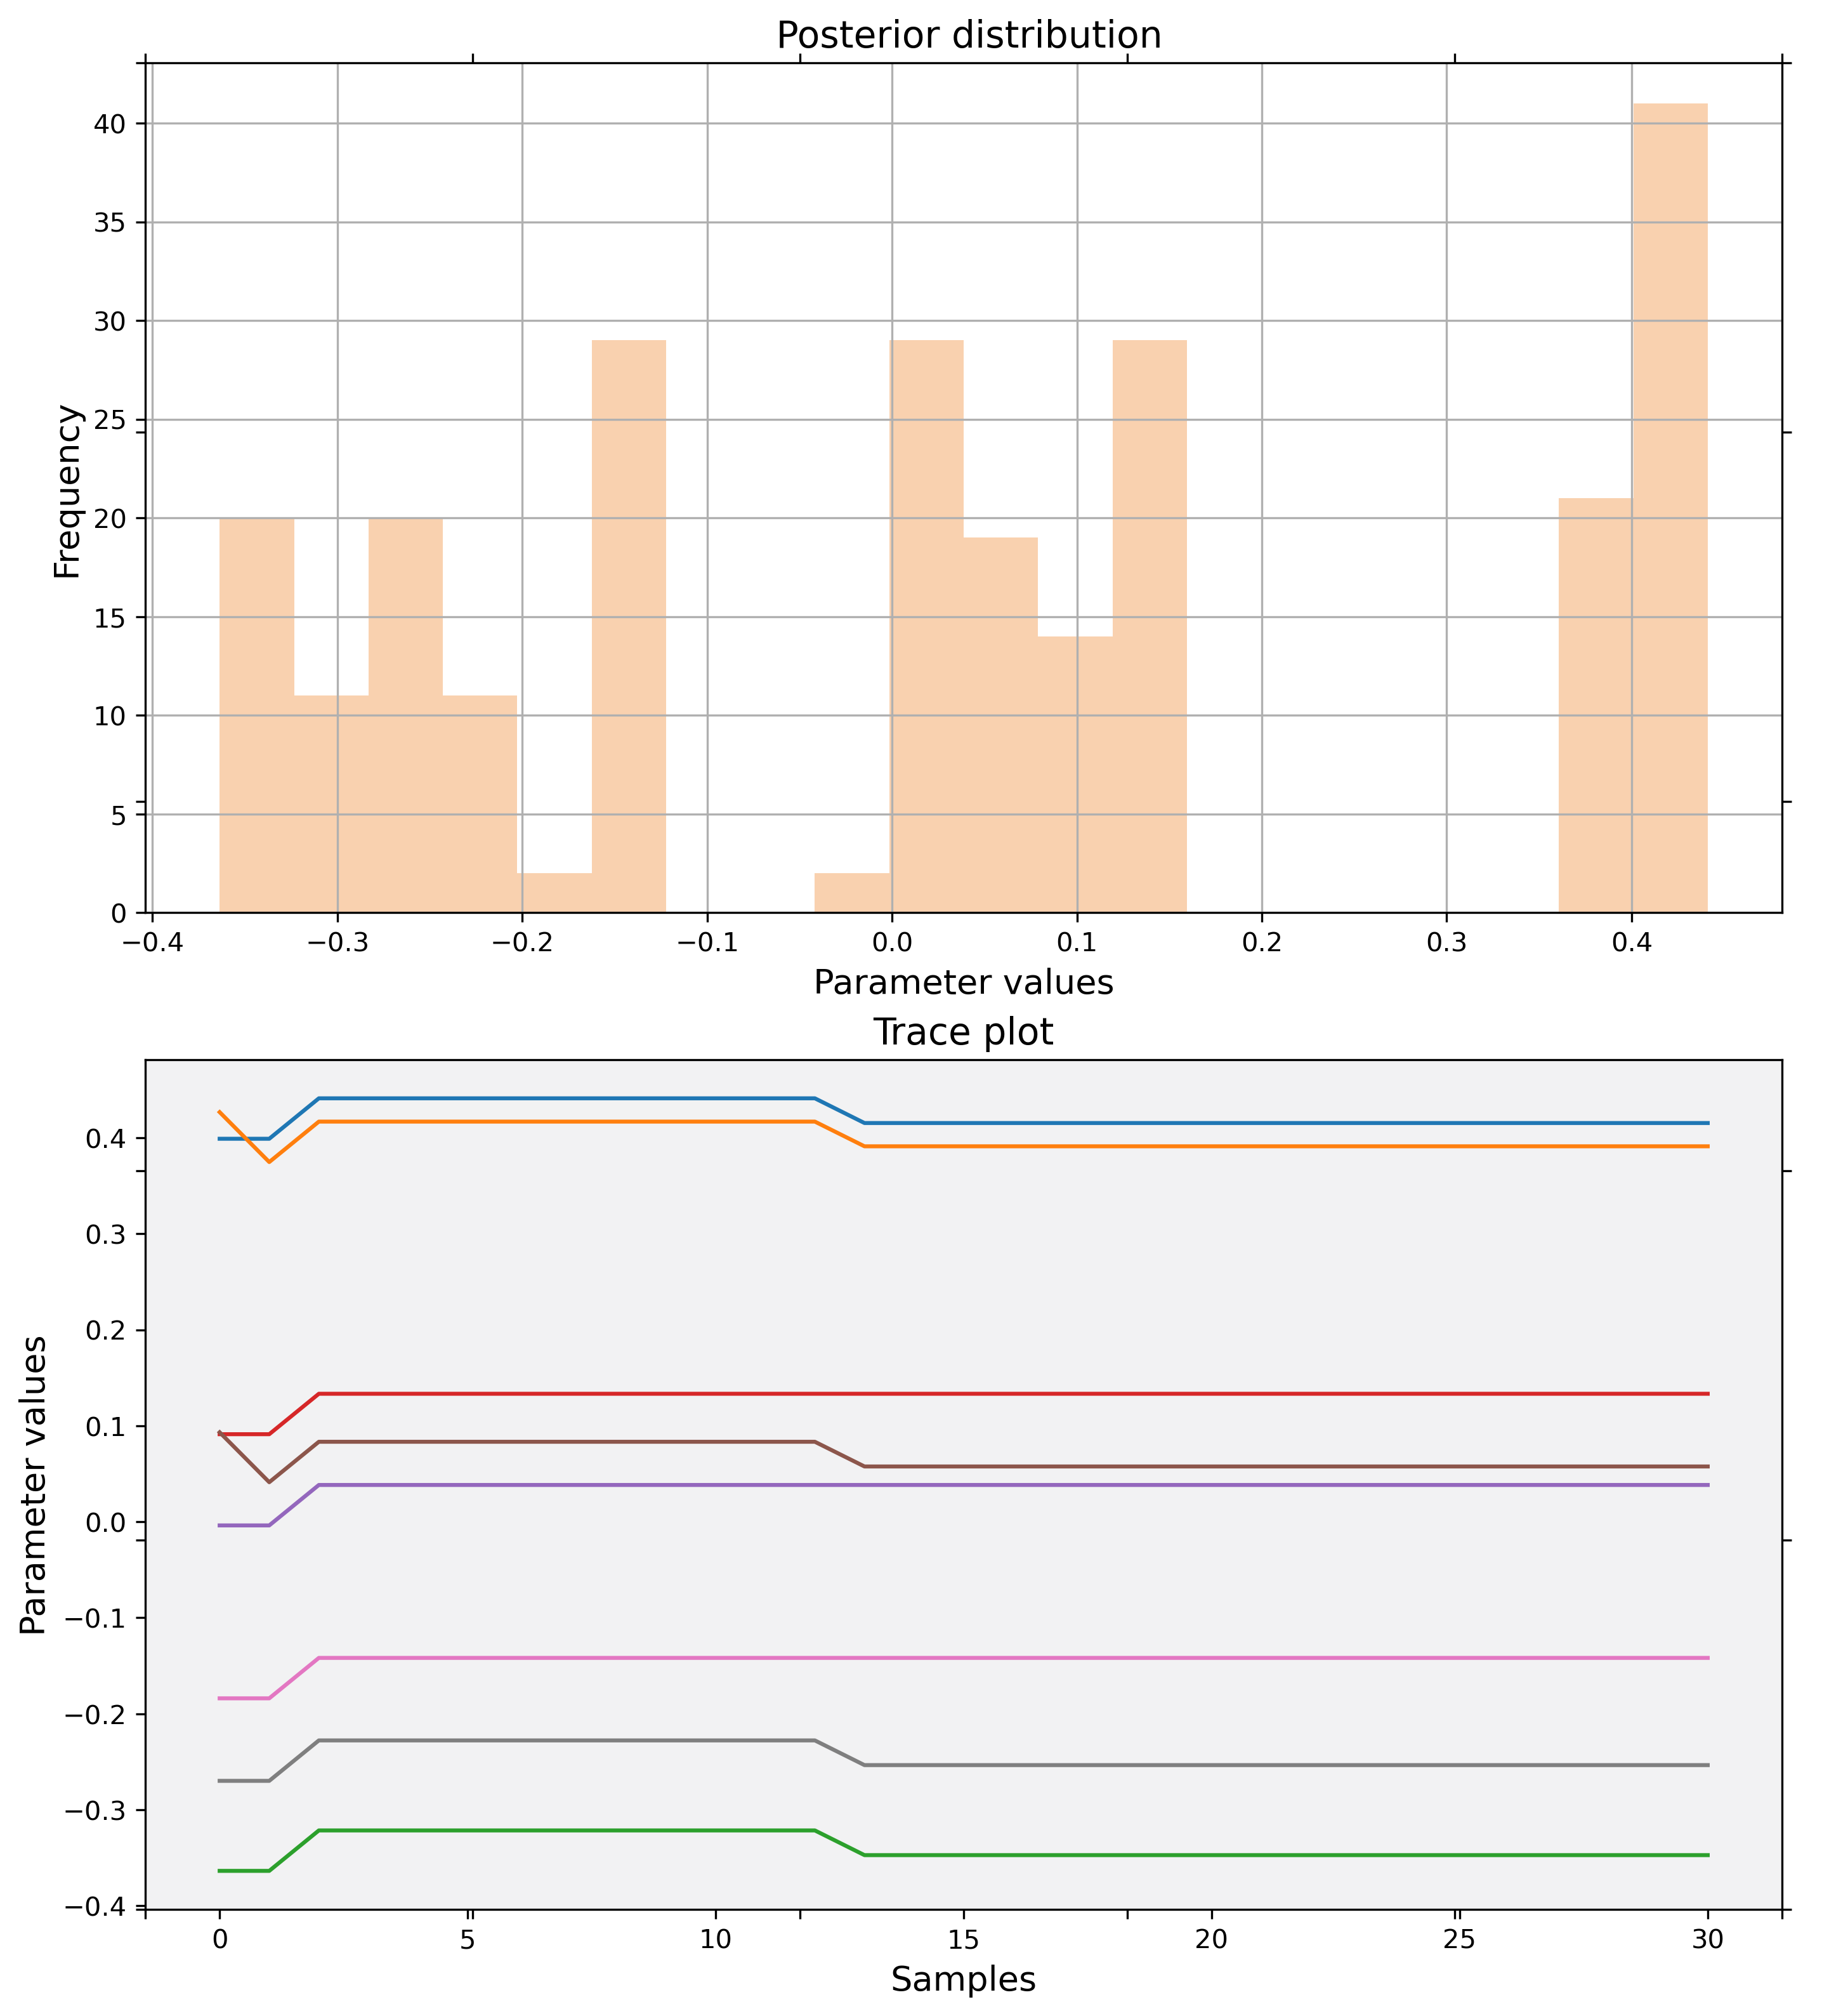 Posterior distribution
40
35
30
25
20
15
10
5
0
Frequency
−0.4 −0.3 −0.2 −0.1 0.0 0.1 0.2 0.3 0.4
Parameter values
Trace plot
0.4
0.3
0.2
0.1
0.0
−0.1
−0.2
−0.3
−0.4
Parameter values
0 5 10 15 20 25 30
Samples